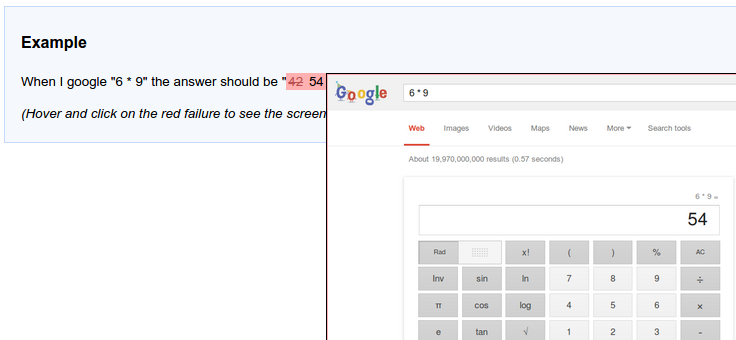 Example
When I google "6 * 9" the answer should be "42 54
(Hover and click on the red failure to see the screen
Google
6 * 9
Web Images Videos Maps News More Search tools
About 19,970,000,000 results (0.57 seconds)
6 * 9 =
54
Rad x! ( ) % AC
Inv sin ln 7 8 9 ÷
π cos log 4 5 6 ×
e tan √ 1 2 3 -